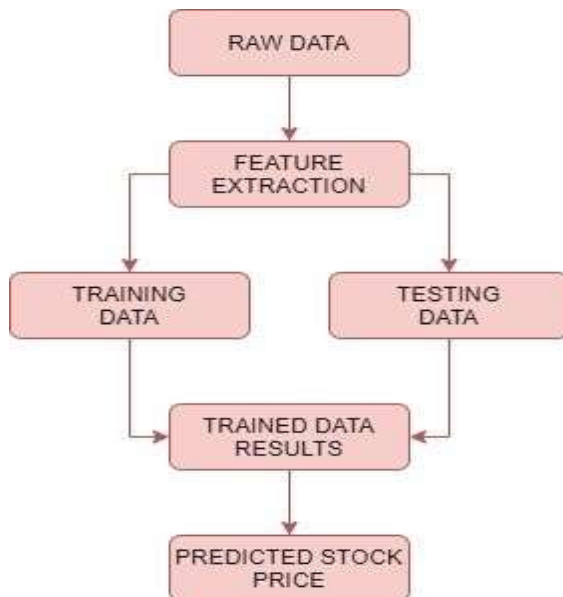 RAW DATA
FEATURE
EXTRACTION
TRAINING
DATA
TESTING
DATA
TRAINED DATA
RESULTS
PREDICTED STOCK
PRICE